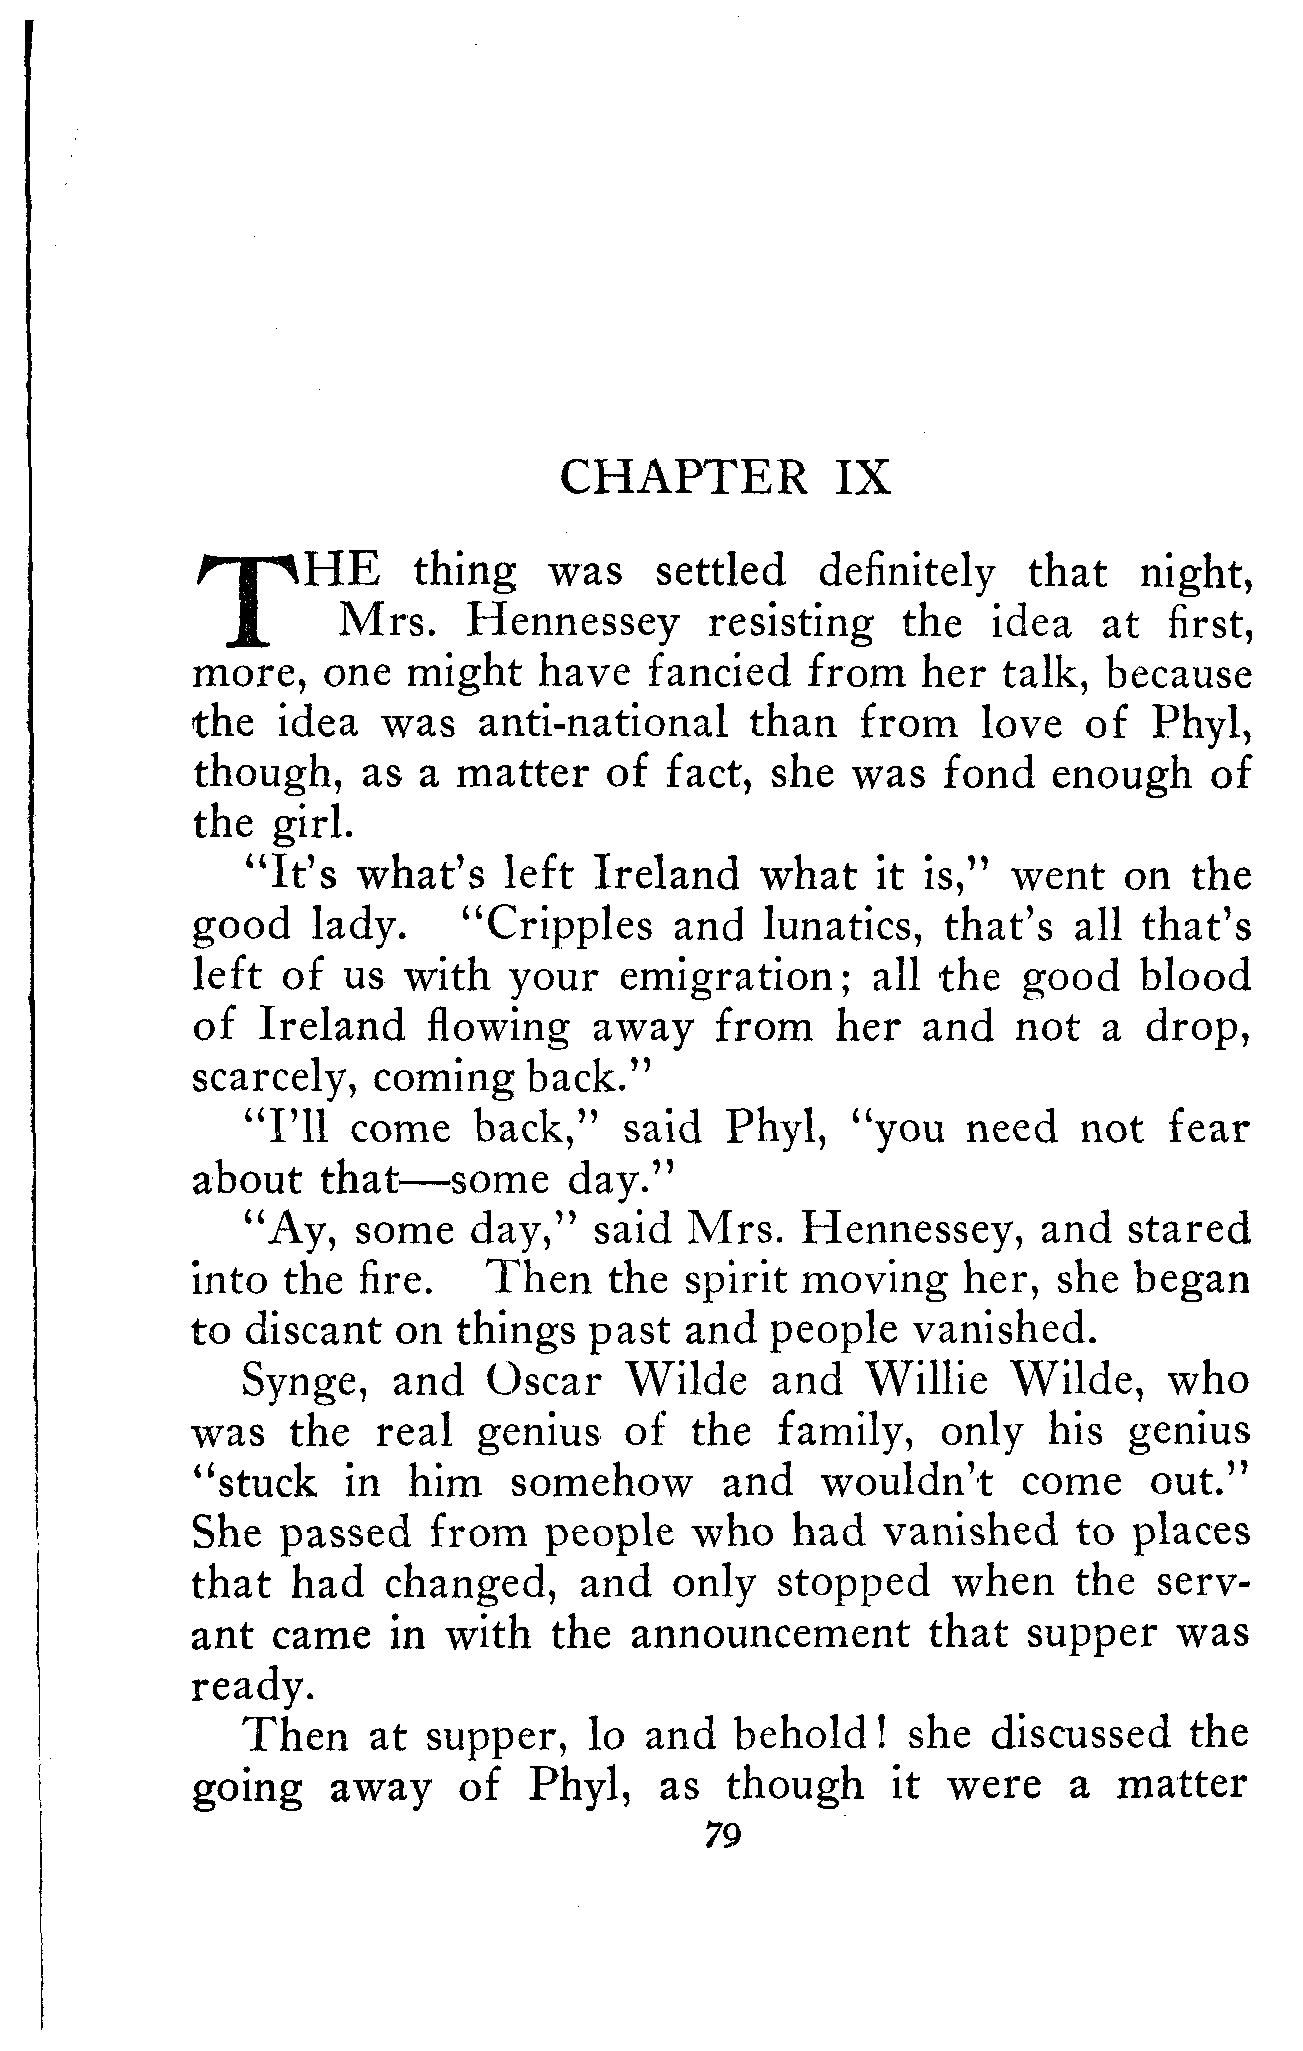 CHAPTER IX
THE thing was settled definitely that night,
Mrs. Hennessey resisting the idea at first,
more, one might have fancied from her talk, because
the idea was anti-national than from love of Phyl,
though, as a matter of fact, she was fond enough of
the girl.
"It's what's left Ireland what it is," went on the
good lady. "Cripples and lunatics, that's all that's
left of us with your emigration; all the good blood
of Ireland flowing away from her and not a drop,
scarcely, coming back."
"I'll come back," said Phyl, "you need not fear
about that—some day."
"Ay, some day," said Mrs. Hennessey, and stared
into the fire. Then the spirit moving her, she began
to discant on things past and people vanished.
Synge, and Oscar Wilde and Willie Wilde, who
was the real genius of the family, only his genius
"stuck in him somehow and wouldn't come out."
She passed from people who had vanished to places
that had changed, and only stopped when the serv-
ant came in with the announcement that supper was
ready.
Then at supper, lo and behold! she discussed the
going away of Phyl, as though it were a matter
79